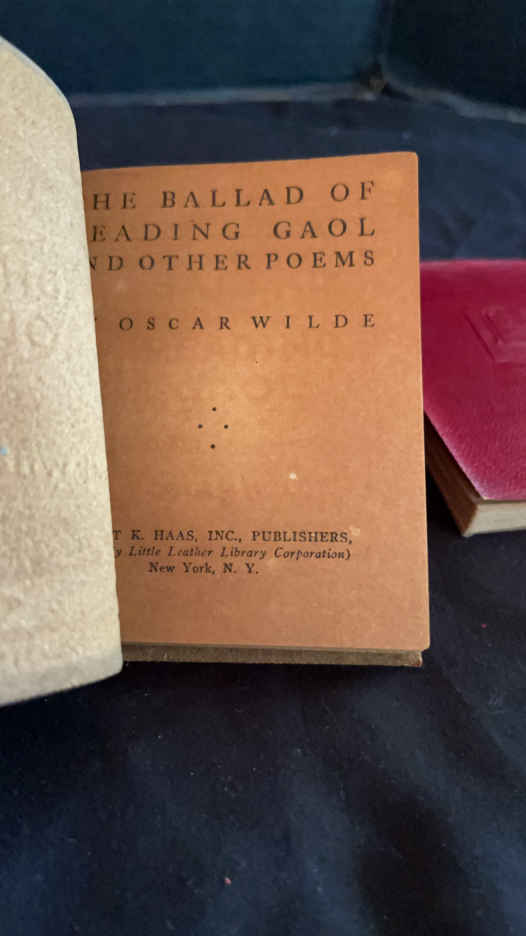 HE BALLAD OF
EADING GAOL
ND OTHER POEMS
OSCAR WILDE
T K. HAAS, INC., PUBLISHERS,
y Little Leather Library Corporation)
New York, N. Y.